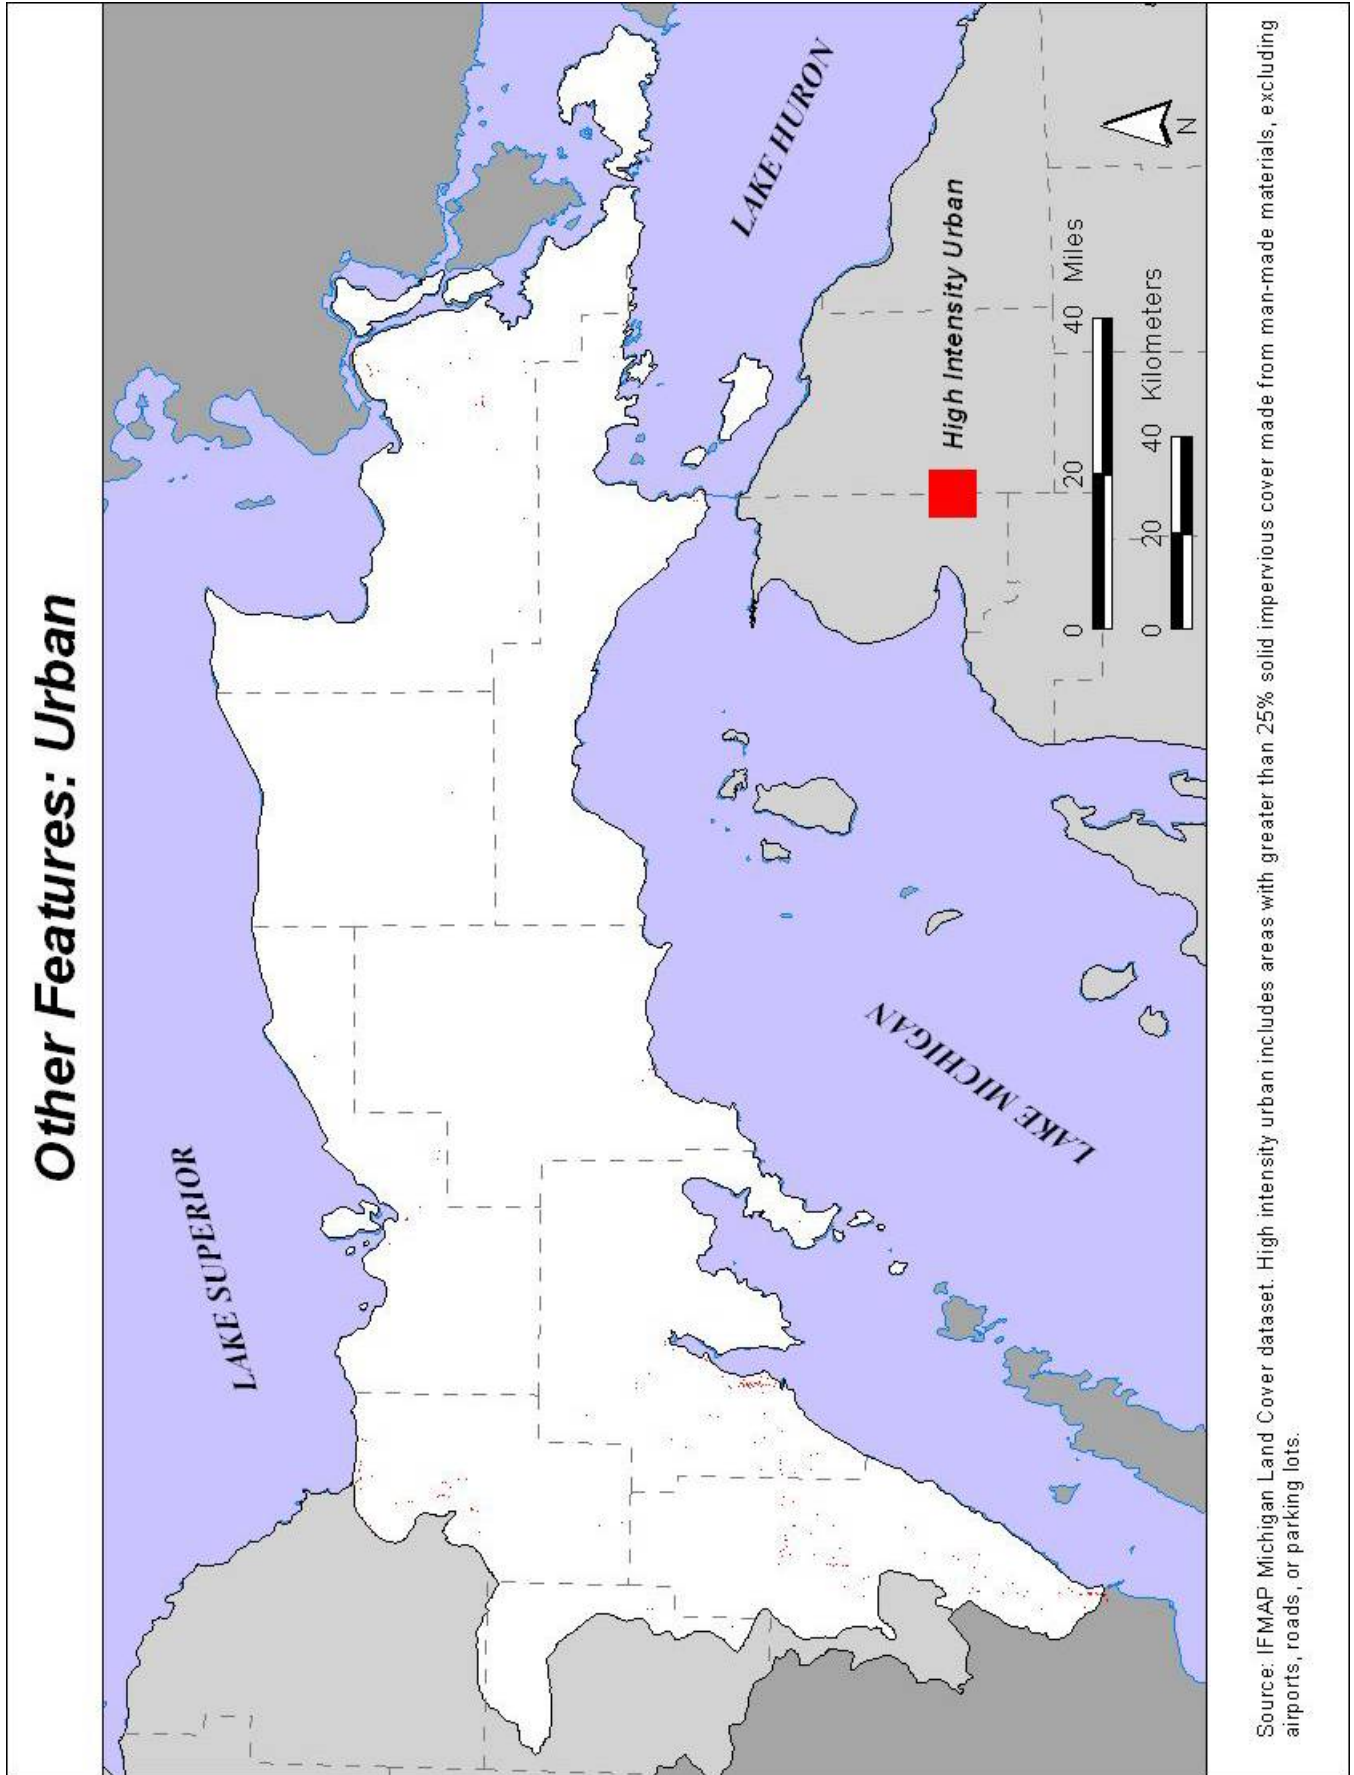 Other Features: Urban
LAKE SUPERIOR
LAKE HURON
LAKE MICHIGAN
High Intensity Urban
0 20 40 Miles
0 20 40 Kilometers
N
Source: IFMAP Michigan Land Cover dataset. High intensity urban includes areas with greater than 25% solid impervious cover made from man-made materials, excluding
airports, roads, or parking lots.